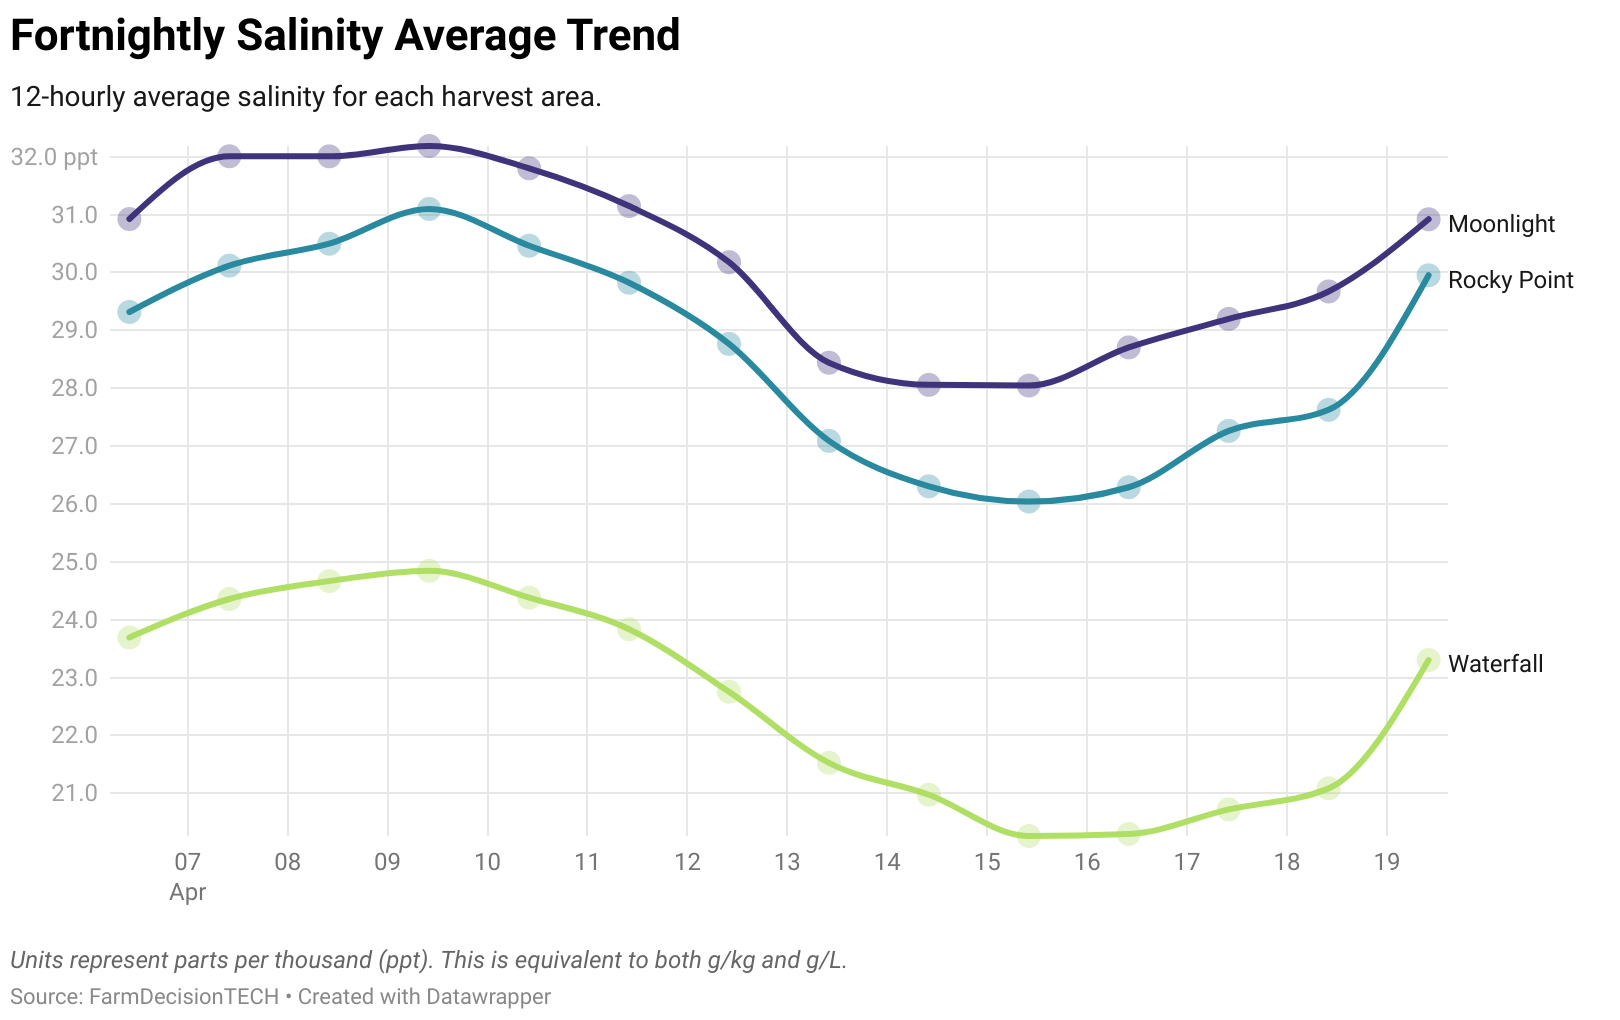 Fortnightly Salinity Average Trend
12-hourly average salinity for each harvest area.
32.0 ppt
31.0
30.0
29.0
28.0
27.0
26.0
25.0
24.0
23.0
22.0
21.0
Moonlight
Rocky Point
Waterfall
07 08 09 10 11 12 13 14 15 16 17 18 19
Apr
Units represent parts per thousand (ppt). This is equivalent to both g/kg and g/L.
Source: FarmDecisionTECH • Created with Datawrapper